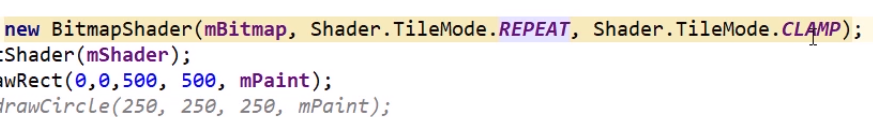 new BitmapShader(mBitmap, Shader.TileMode.REPEAT, Shader.TileMode.CLAMP);
tShader(mShader);
awRect(0,0,500, 500, mPaint);
drawCircle(250, 250, 250, mPaint);